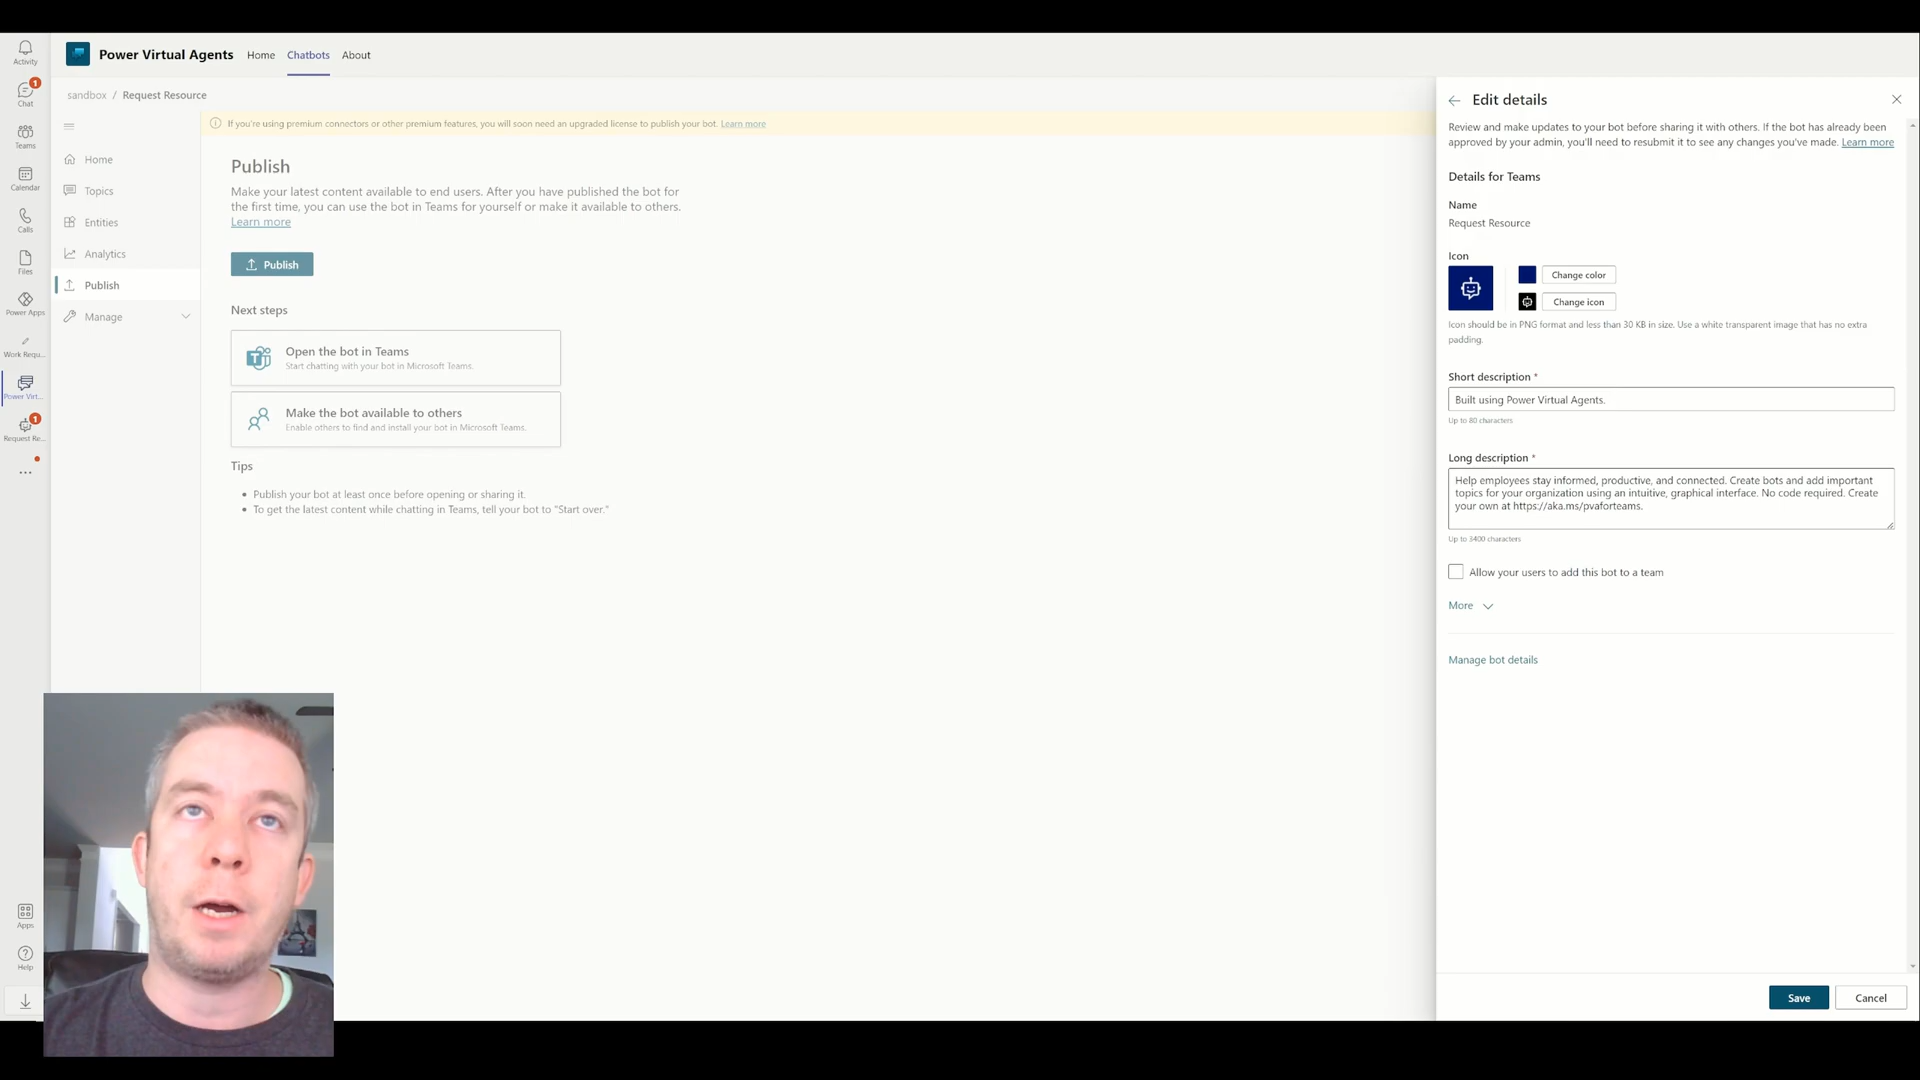 Activity
Chat
1
Teams
Calendar
Calls
Files
Power Apps
Work Requ...
Power Virt...
Request Re...
1
...
Apps
Help
Power Virtual Agents
Home
Chatbots
About
sandbox / Request Resource
Home
Topics
Entities
Analytics
Publish
Manage
If you're using premium connectors or other premium features, you will soon need an upgraded license to publish your bot. Learn more
Publish
Make your latest content available to end users. After you have published the bot for
the first time, you can use the bot in Teams for yourself or make it available to others.
Learn more
Publish
Next steps
Open the bot in Teams
Start chatting with your bot in Microsoft Teams.
Make the bot available to others
Enable others to find and install your bot in Microsoft Teams.
Tips
• Publish your bot at least once before opening or sharing it.
• To get the latest content while chatting in Teams, tell your bot to "Start over."
Edit details
Review and make updates to your bot before sharing it with others. If the bot has already been
approved by your admin, you'll need to resubmit it to see any changes you've made. Learn more
Details for Teams
Name
Request Resource
Icon
Change color
Change icon
Icon should be in PNG format and less than 30 KB in size. Use a white transparent image that has no extra
padding.
Short description *
Built using Power Virtual Agents.
Up to 80 characters
Long description *
Help employees stay informed, productive, and connected. Create bots and add important
topics for your organization using an intuitive, graphical interface. No code required. Create
your own at https://aka.ms/pvaforteams.
Up to 3400 characters
Allow your users to add this bot to a team
More
Manage bot details
Save
Cancel